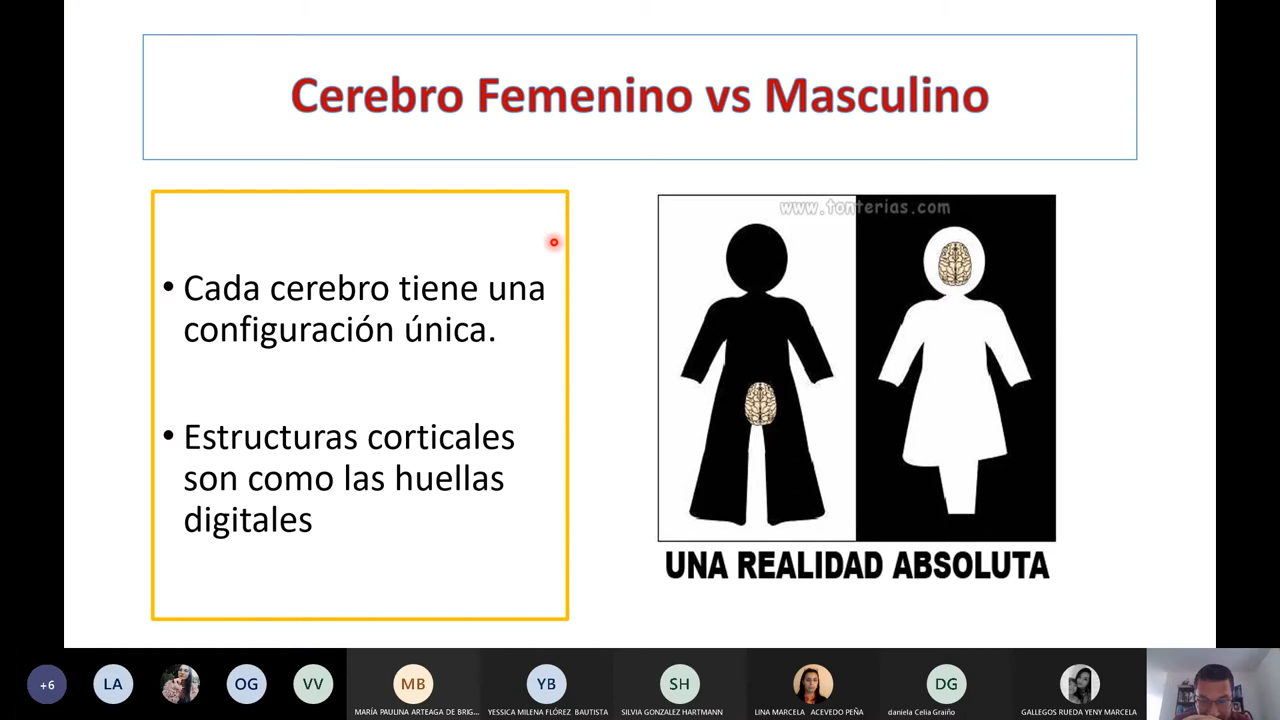 Cerebro Femenino vs Masculino
www.tonterias.com
• Cada cerebro tiene una
configuración única.
• Estructuras corticales
son como las huellas
digitales
UNA REALIDAD ABSOLUTA
+6
LA
OG
VV
MB
YB
SH
DG
MARÍA PAULINA ARTEAGA DE BRIG...
YESSICA MILENA FLÓREZ BAUTISTA
SILVIA GONZALEZ HARTMANN
LINA MARCELA ACEVEDO PEÑA
daniela Celia Graiño
GALLEGOS RUEDA YENY MARCELA